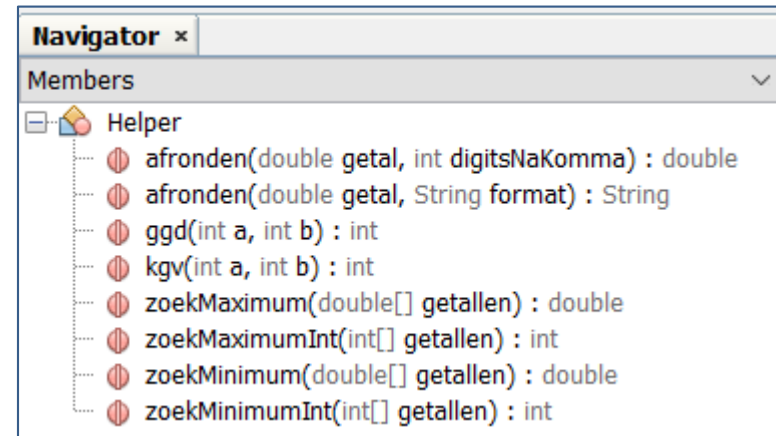 Navigator ×
Members
Helper
afronden(double getal, int digitsNaKomma) : double
afronden(double getal, String format) : String
ggd(int a, int b) : int
kgv(int a, int b) : int
zoekMaximum(double[] getallen) : double
zoekMaximumInt(int[] getallen) : int
zoekMinimum(double[] getallen) : double
zoekMinimumInt(int[] getallen) : int